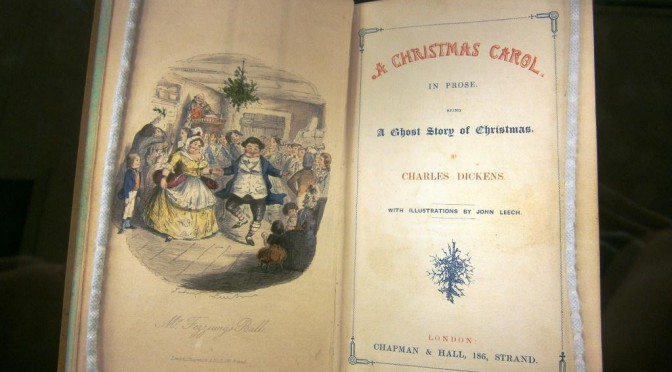 Mr. Fezziwig's Ball.
A CHRISTMAS CAROL.
IN PROSE.
BEING
A Ghost Story of Christmas.
BY
CHARLES DICKENS.
WITH ILLUSTRATIONS BY JOHN LEECH.
LONDON:
CHAPMAN & HALL, 186, STRAND.